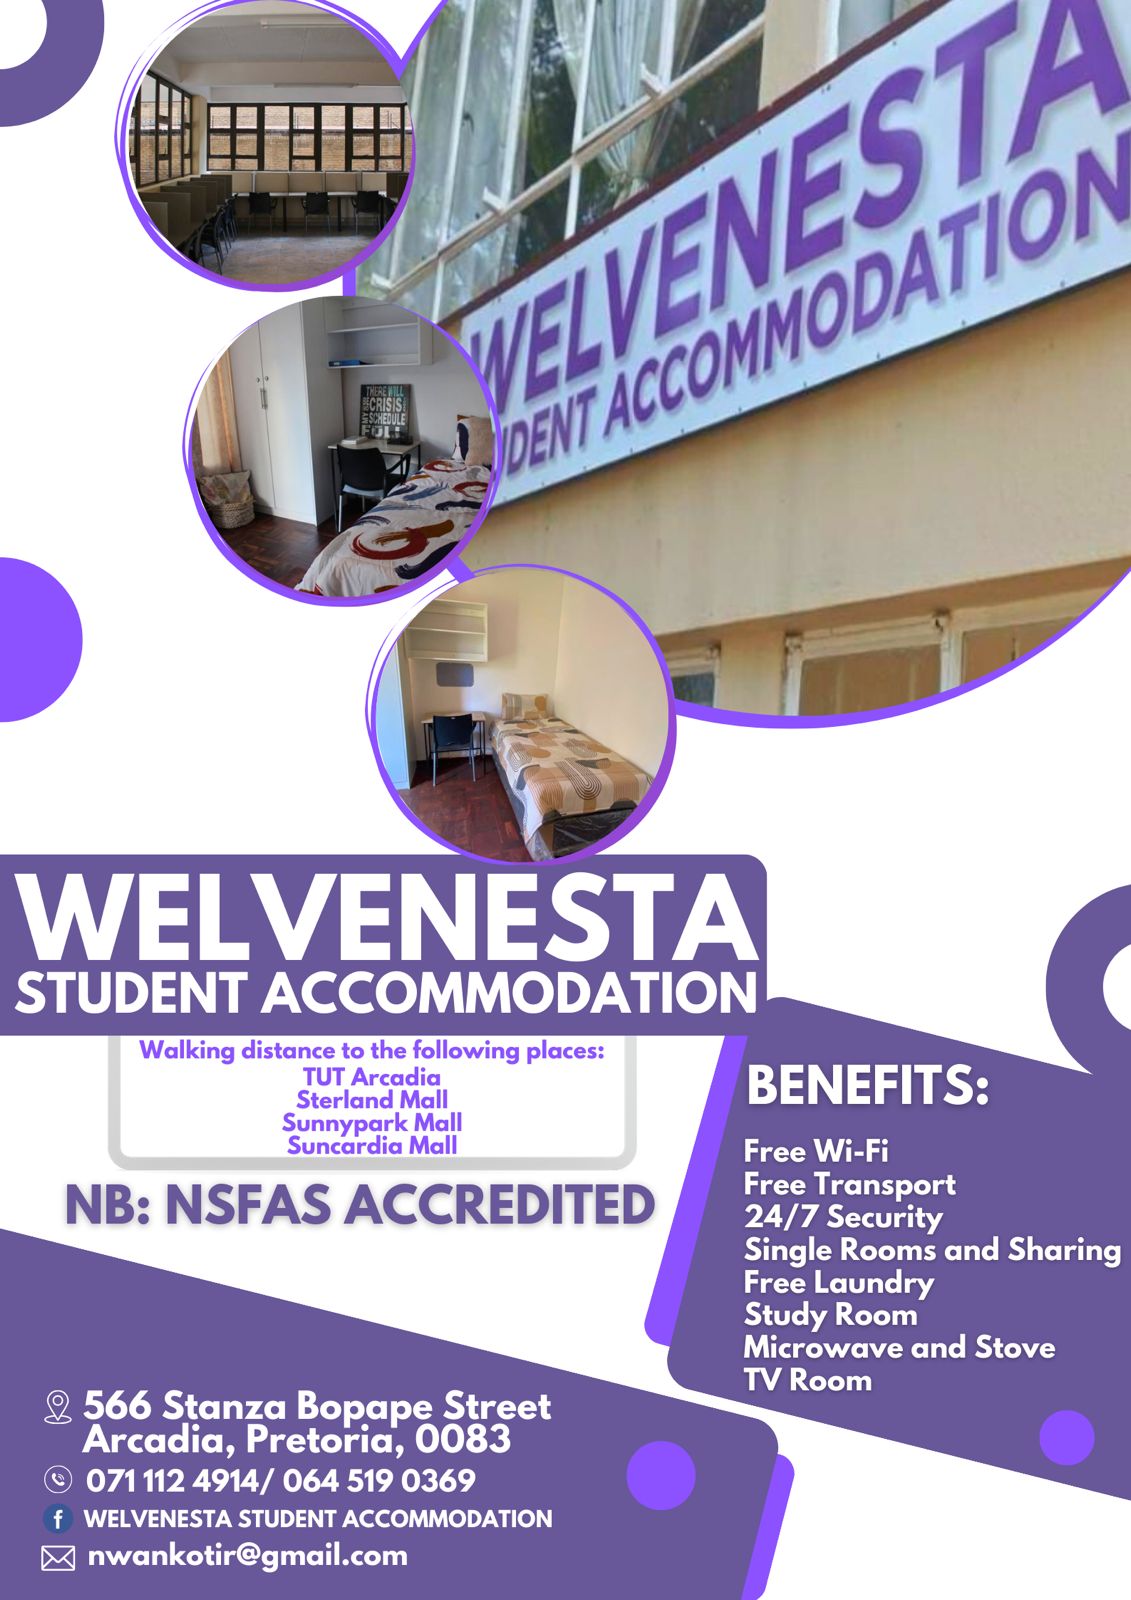 WELVENESTA
UDENT ACCOMMODATION
THERE WILL
CRISIS
SCHEDULE
WELVENESTA
STUDENT ACCOMMODATION
Walking distance to the following places:
TUT Arcadia
Sterland Mall
Sunnypark Mall
Suncardia Mall
NB: NSFAS ACCREDITED
BENEFITS:
Free Wi-Fi
Free Transport
24/7 Security
Single Rooms and Sharing
Free Laundry
Study Room
Microwave and Stove
TV Room
566 Stanza Bopape Street
Arcadia, Pretoria, 0083
071 112 4914/ 064 519 0369
WELVENESTA STUDENT ACCOMMODATION
nwankotir@gmail.com